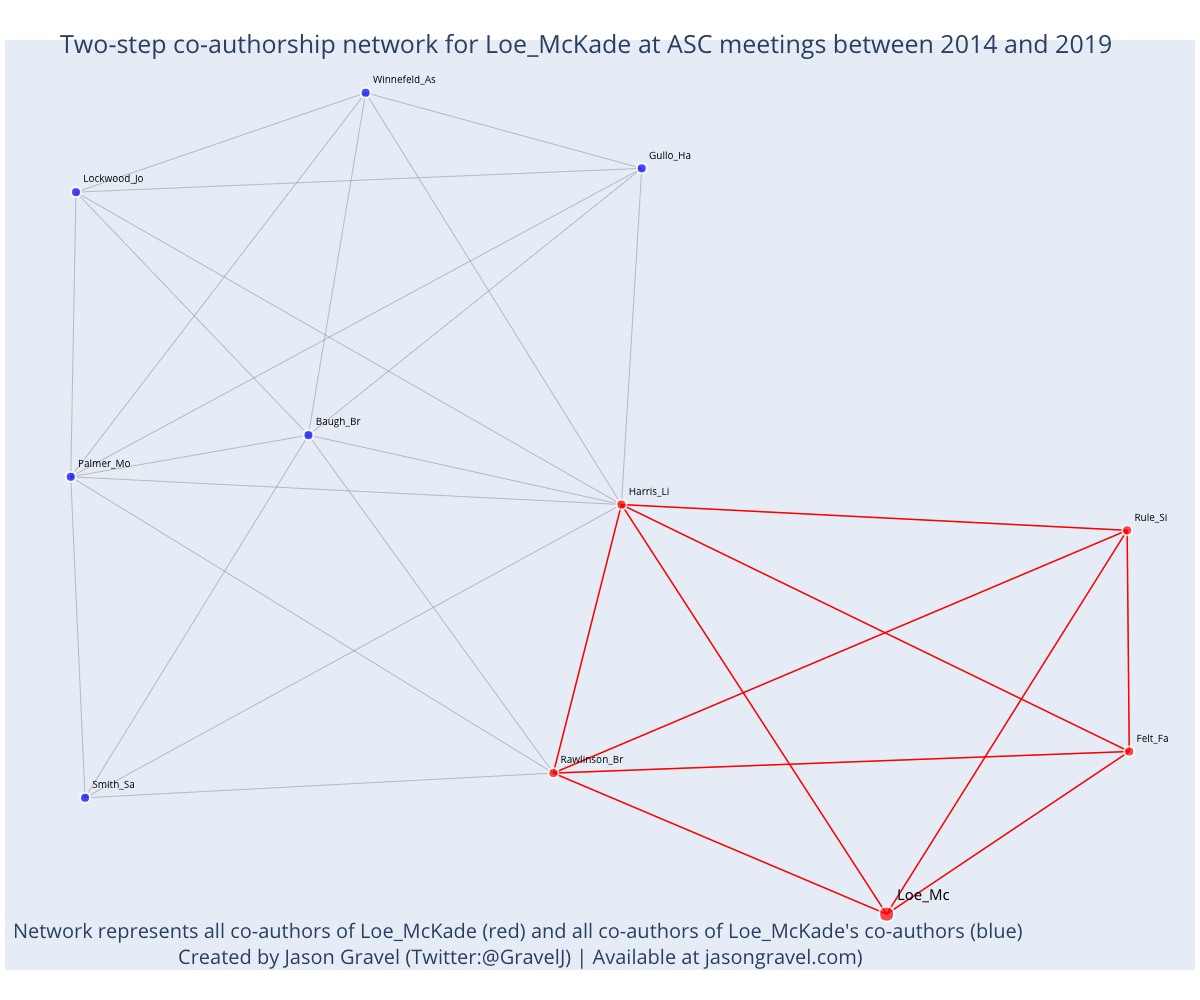 Two-step co-authorship network for Loe_McKade at ASC meetings between 2014 and 2019
Winnefeld_As
Gullo_Ha
Lockwood_Jo
Baugh_Br
Palmer_Mo
Harris_Li
Rule_Si
Felt_Fa
Rawlinson_Br
Smith_Sa
Loe_Mc
Network represents all co-authors of Loe_McKade (red) and all co-authors of Loe_McKade's co-authors (blue)
Created by Jason Gravel (Twitter:@GravelJ) | Available at jasongravel.com)